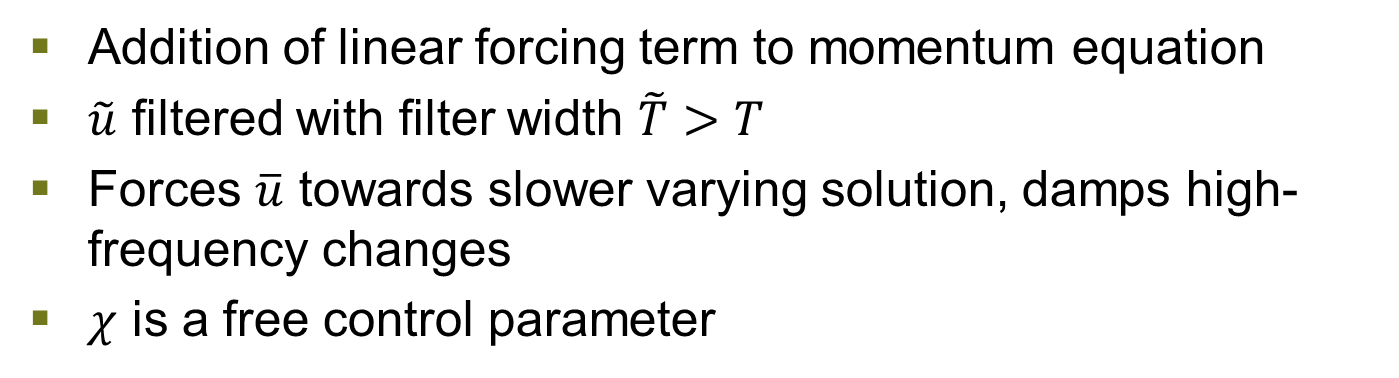 ▪ Addition of linear forcing term to momentum equation
▪ ũ filtered with filter width T̃ > T
▪ Forces u̅ towards slower varying solution, damps high-
frequency changes
▪ χ is a free control parameter